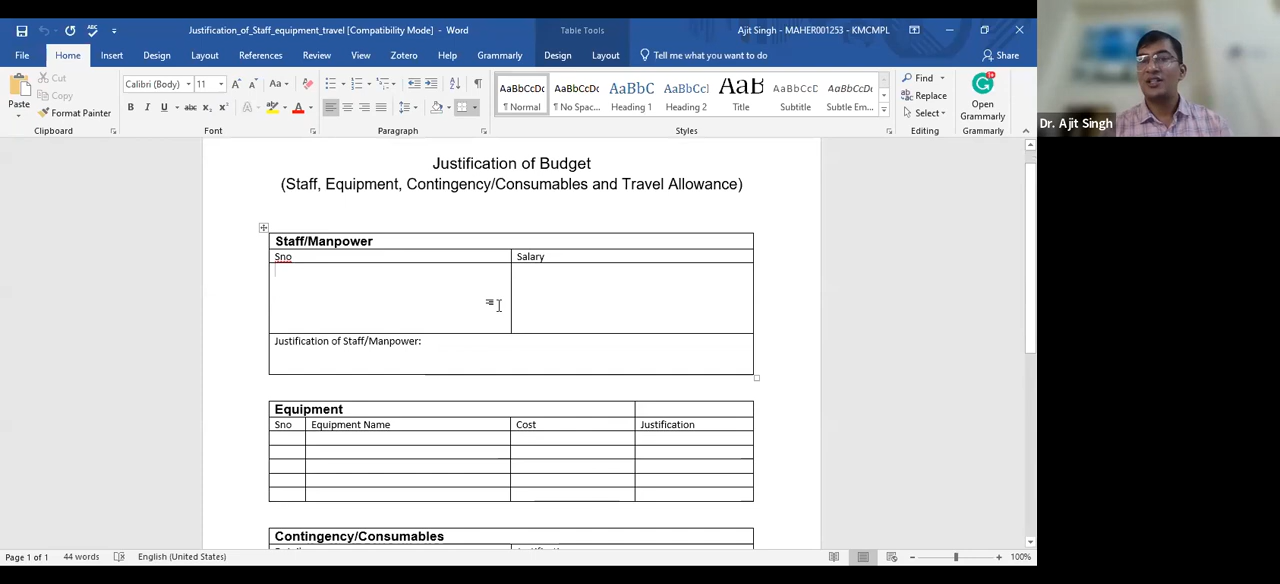 Justification_of_Staff_equipment_travel [Compatibility Mode] - Word
Table Tools
Ajit Singh - MAHER001253 - KMCMPL
File Home Insert Design Layout References Review View Zotero Help Grammarly Design Layout Tell me what you want to do Share
Paste
Cut
Copy
Format Painter
Clipboard
Calibri (Body) 11
B I U abc
Font
Paragraph
AaBbCcDc
¶ Normal
AaBbCcDc
¶ No Spac...
AaBbC
Heading 1
AaBbCcl
Heading 2
AaB
Title
AaBbCcD
Subtitle
AaBbCcDc
Subtle Em...
Styles
Find
Replace
Select
Editing
Open
Grammarly
Grammarly
Dr. Ajit Singh
Justification of Budget
(Staff, Equipment, Contingency/Consumables and Travel Allowance)
Staff/Manpower
Sno Salary
Justification of Staff/Manpower:
Equipment
Sno Equipment Name Cost Justification
Contingency/Consumables
Page 1 of 1 44 words English (United States) 100%